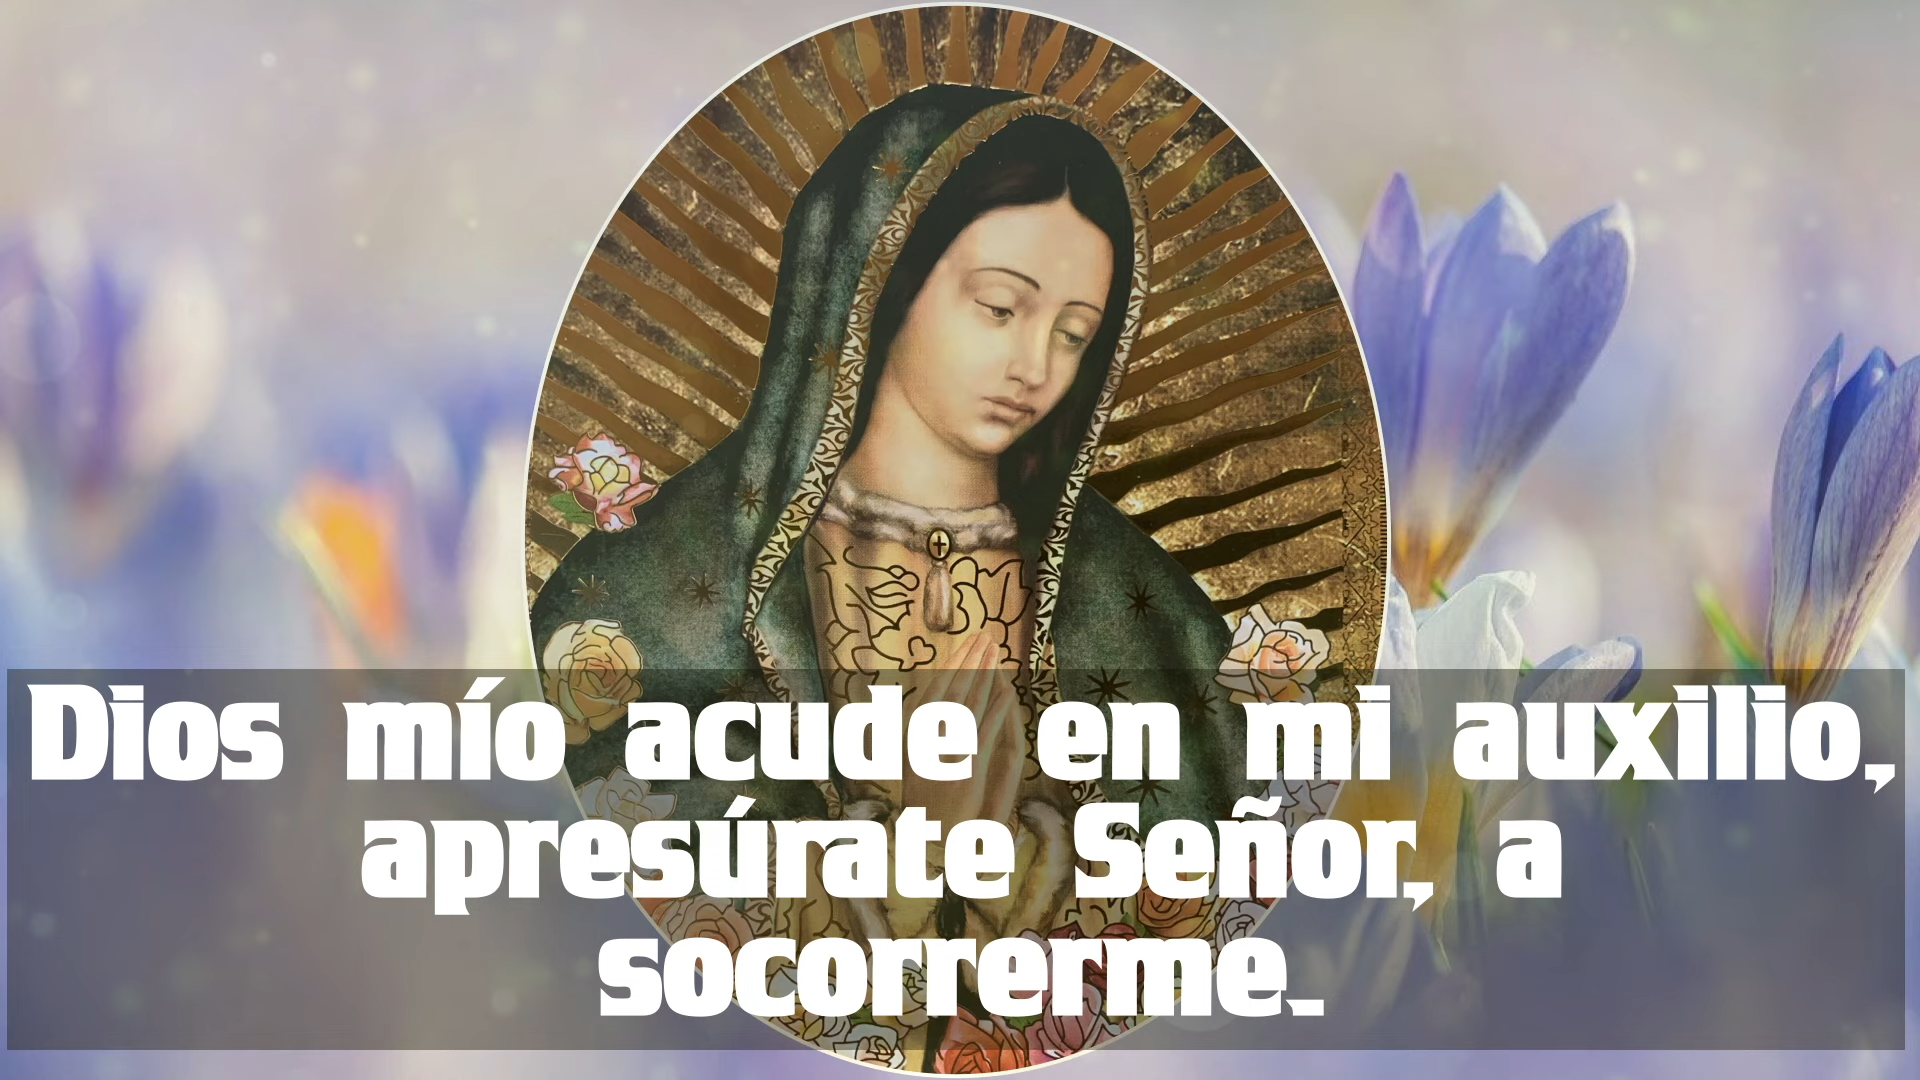 Dios mío acude en mi auxilio,
apresúrate Señor, a
socorrerme.